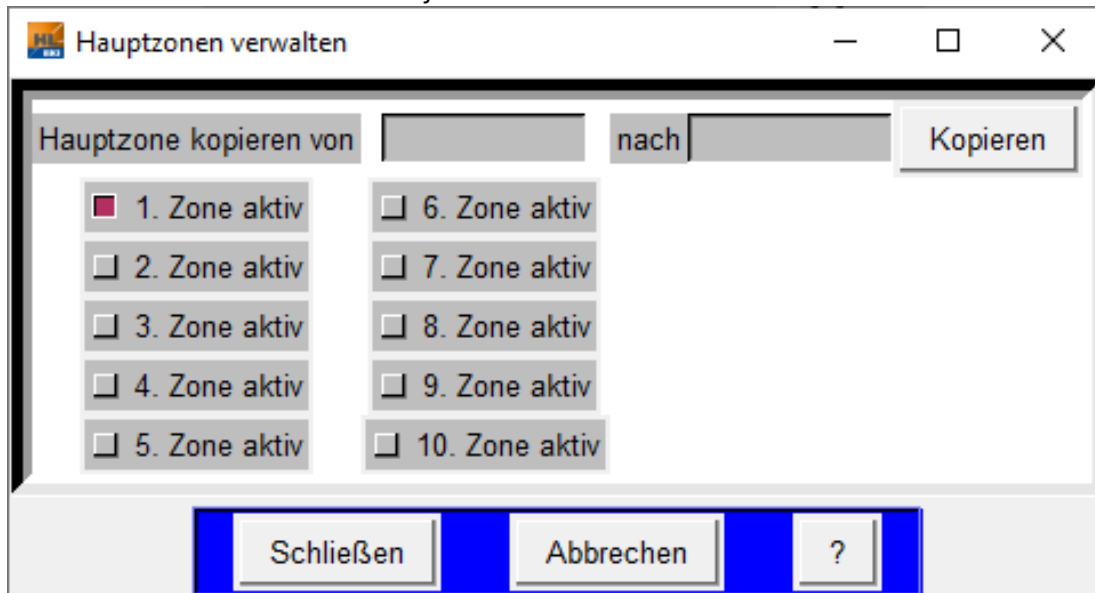 Hauptzonen verwalten
Hauptzone kopieren von nach Kopieren
1. Zone aktiv 6. Zone aktiv
2. Zone aktiv 7. Zone aktiv
3. Zone aktiv 8. Zone aktiv
4. Zone aktiv 9. Zone aktiv
5. Zone aktiv 10. Zone aktiv
Schließen Abbrechen ?